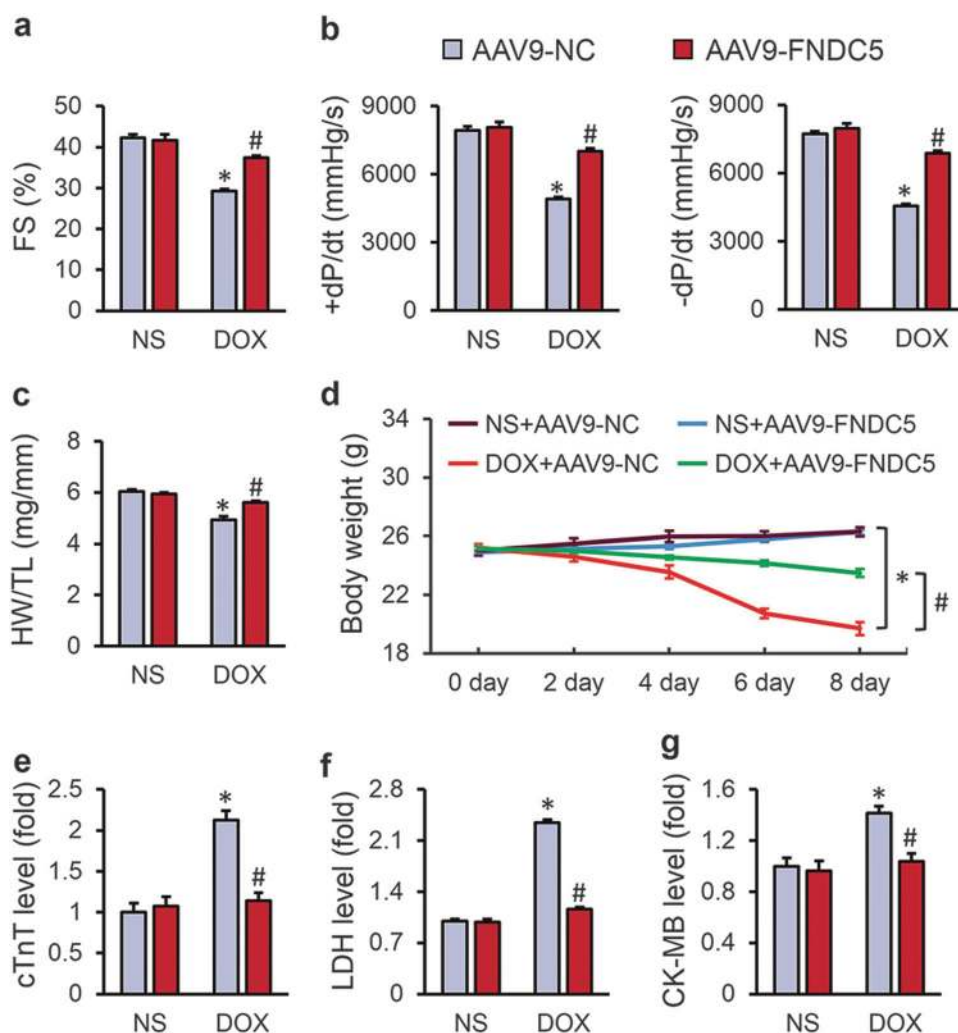 a
b
AAV9-NC AAV9-FNDC5
FS (%)
50
40
30
20
10
0
*
#
NS DOX
+dP/dt (mmHg/s)
9000
6000
3000
0
*
#
NS DOX
-dP/dt (mmHg/s)
9000
6000
3000
0
*
#
NS DOX
c
HW/TL (mg/mm)
8
6
4
2
0
*
#
NS DOX
d
Body weight (g)
34
30
26
22
18
NS+AAV9-NC NS+AAV9-FNDC5
DOX+AAV9-NC DOX+AAV9-FNDC5
*
#
0 day 2 day 4 day 6 day 8 day
e
cTnT level (fold)
2.5
2
1.5
1
0.5
0
*
#
NS DOX
f
LDH level (fold)
2.8
2.1
1.4
0.7
0
*
#
NS DOX
g
CK-MB level (fold)
1.6
1.2
0.8
0.4
0
*
#
NS DOX